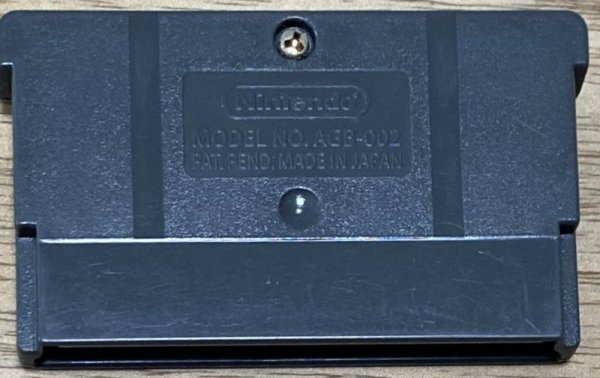 Nintendo
MODEL NO. AGB-002
PAT. PEND. MADE IN JAPAN